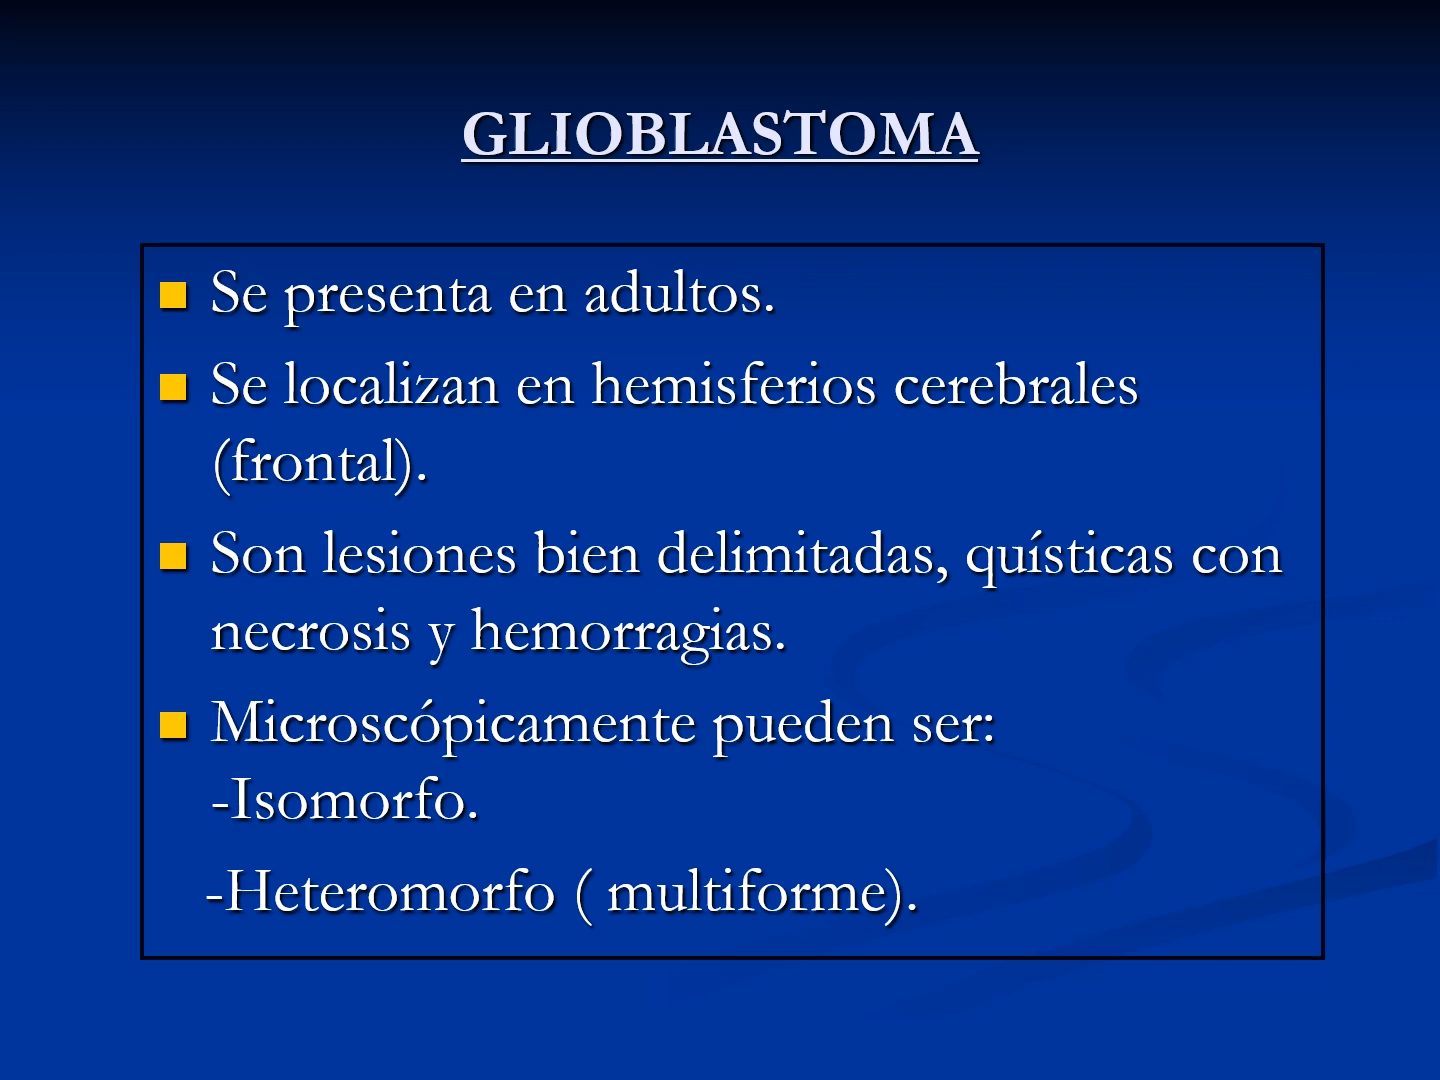 GLIOBLASTOMA
Se presenta en adultos.
Se localizan en hemisferios cerebrales
(frontal).
Son lesiones bien delimitadas, quísticas con
necrosis y hemorragias.
Microscópicamente pueden ser:
-Isomorfo.
-Heteromorfo ( multiforme).